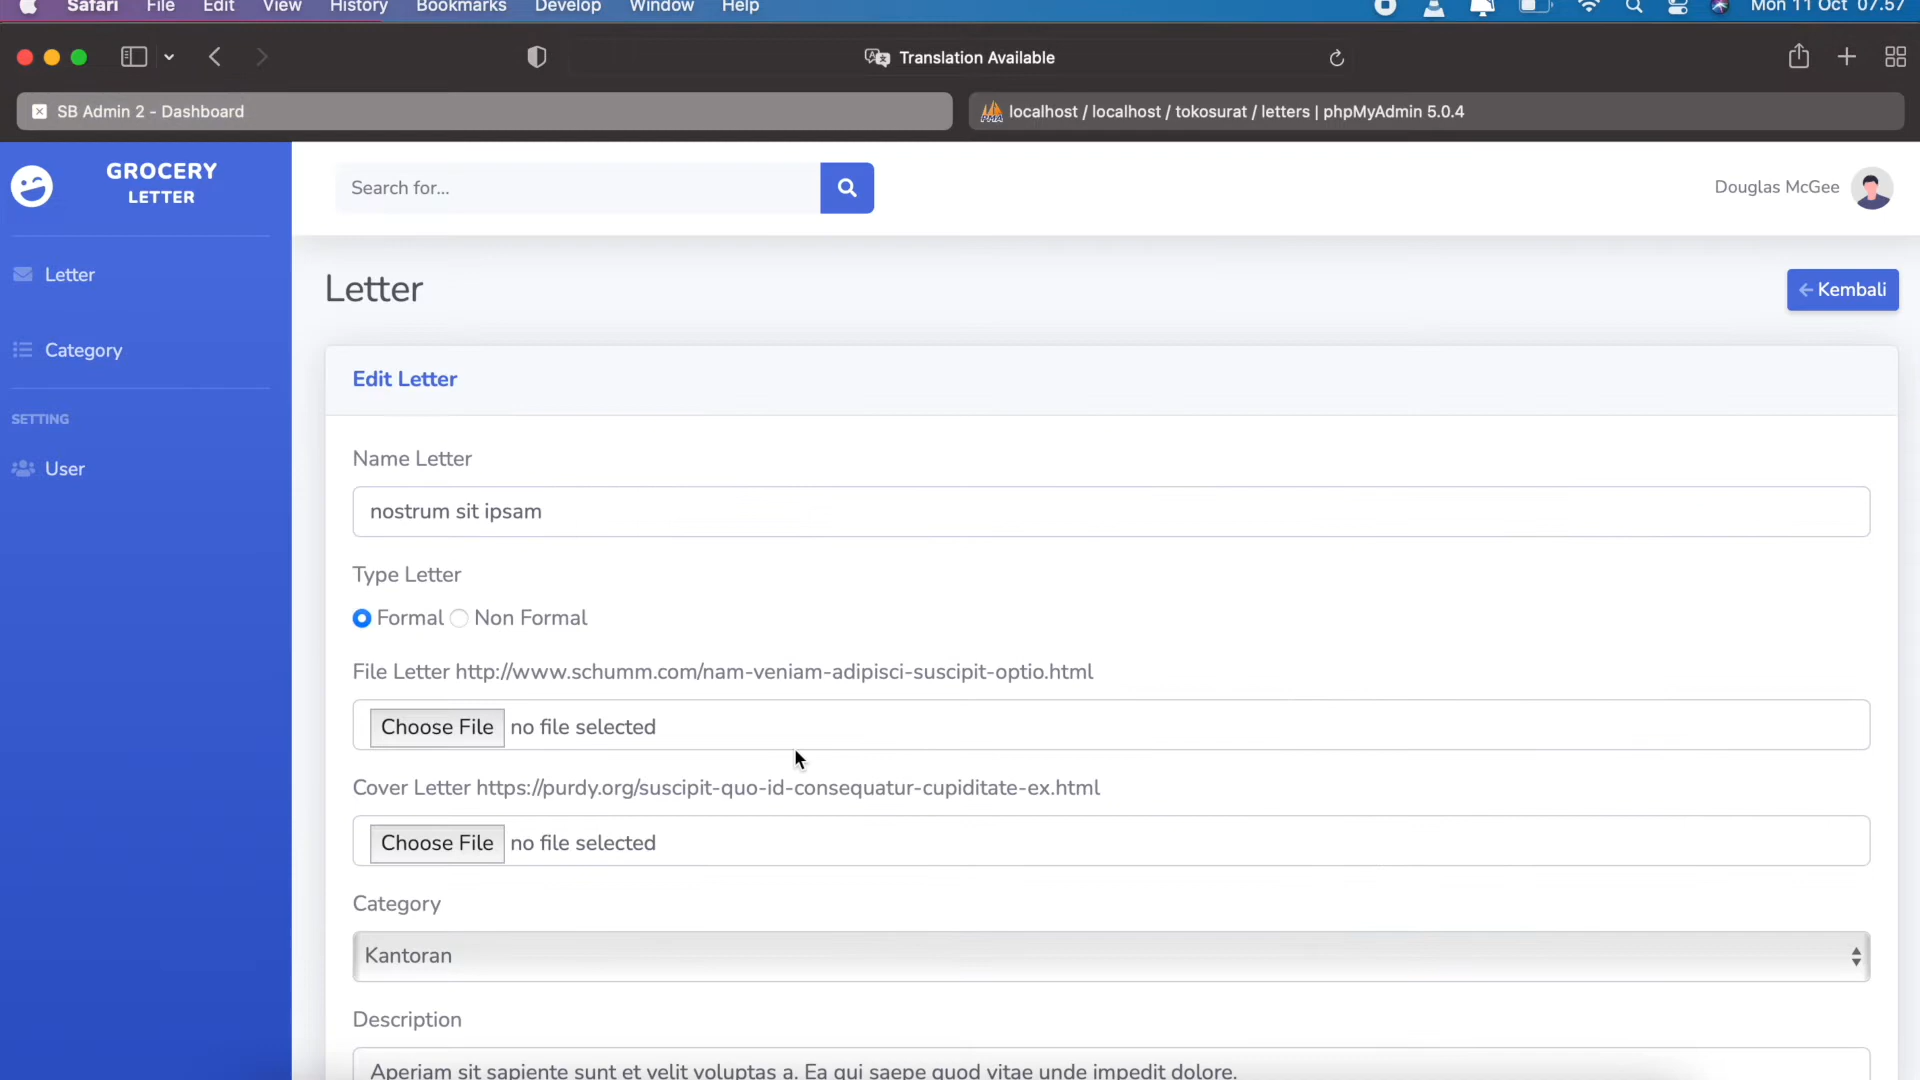 Safari File Edit View History Bookmarks Develop Window Help Mon 11 Oct 07.57
Translation Available
SB Admin 2 - Dashboard
localhost / localhost / tokosurat / letters | phpMyAdmin 5.0.4
GROCERY
LETTER
Search for...
Douglas McGee
Letter
Category
SETTING
User
Letter
Kembali
Edit Letter
Name Letter
nostrum sit ipsam
Type Letter
Formal Non Formal
File Letter http://www.schumm.com/nam-veniam-adipisci-suscipit-optio.html
Choose File no file selected
Cover Letter https://purdy.org/suscipit-quo-id-consequatur-cupiditate-ex.html
Choose File no file selected
Category
Kantoran
Description
Aperiam sit sapiente sunt et velit voluptas a. Ea qui saepe quod vitae unde impedit dolore.